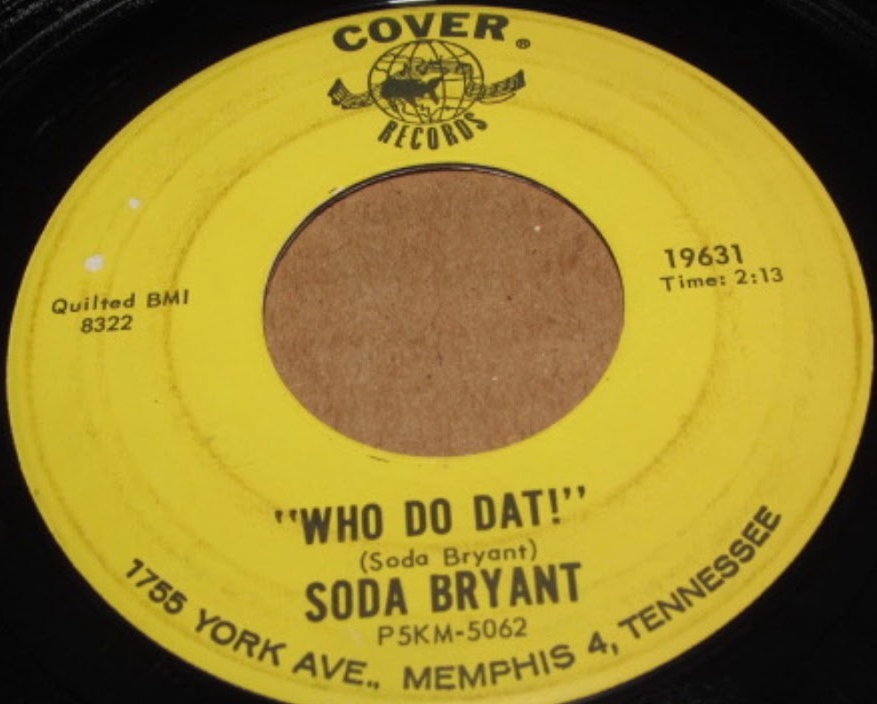 COVER ®
RECORDS
Quilted BMI
8322
19631
Time: 2:13
"WHO DO DAT!"
(Soda Bryant)
SODA BRYANT
P5KM-5062
1755 YORK AVE., MEMPHIS 4, TENNESSEE